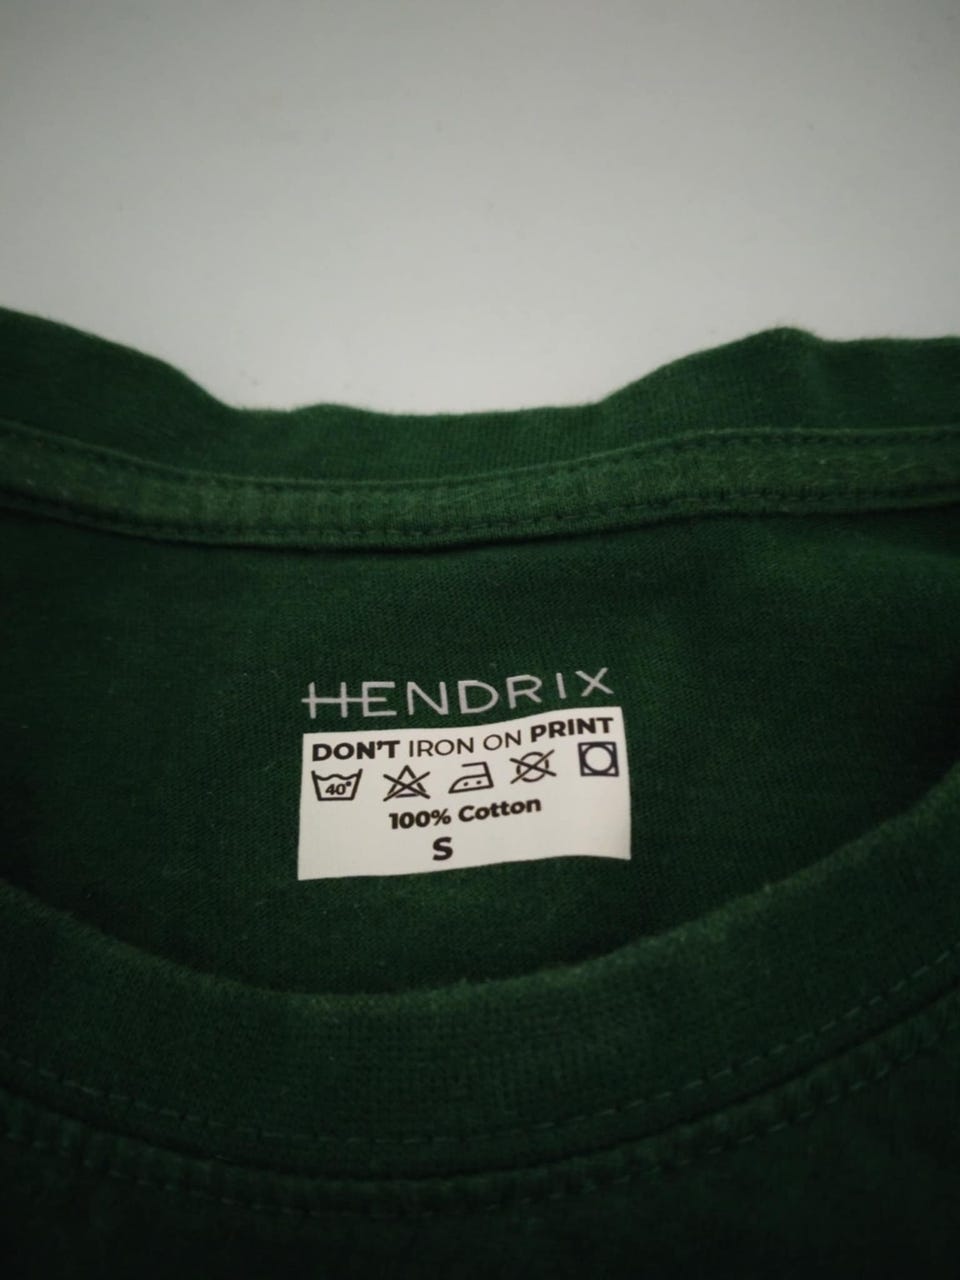 HENDRIX
DON'T IRON ON PRINT
40°
100% Cotton
S